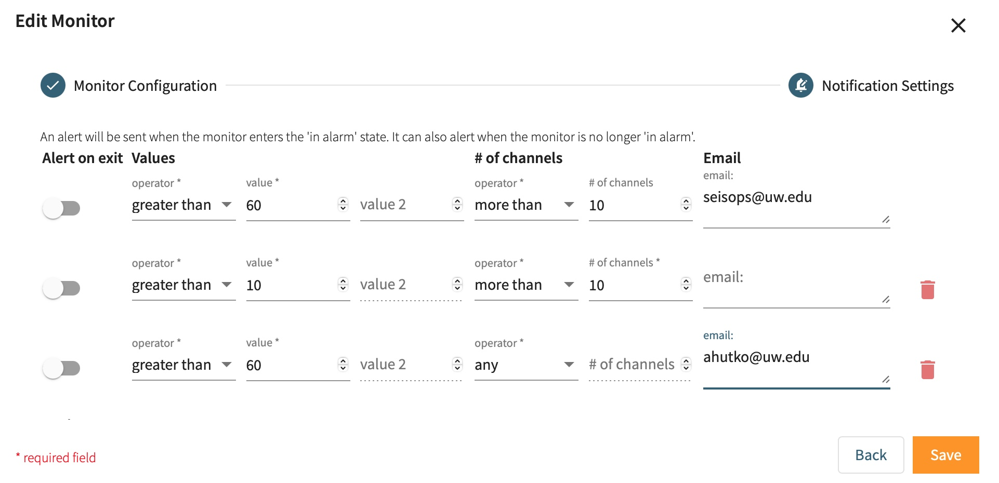 Edit Monitor
Monitor Configuration
Notification Settings
An alert will be sent when the monitor enters the 'in alarm' state. It can also alert when the monitor is no longer 'in alarm'.
Alert on exit Values # of channels Email
operator * value * operator * # of channels email:
greater than 60 value 2 more than 10 seisops@uw.edu
operator * value * operator * # of channels *
greater than 10 value 2 more than 10 email:
operator * value * operator * email:
greater than 60 value 2 any # of channels ahutko@uw.edu
* required field
Back
Save